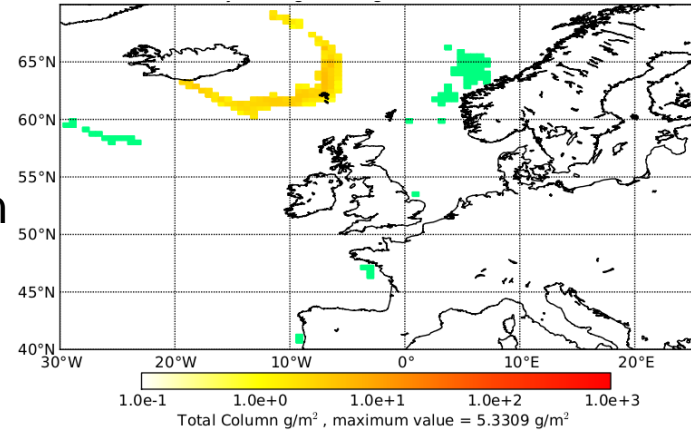 65°N
60°N
55°N
n
50°N
45°N
40°N
30°W 20°W 10°W 0° 10°E 20°E
1.0e-1 1.0e+0 1.0e+1 1.0e+2 1.0e+3
Total Column g/m² , maximum value = 5.3309 g/m²